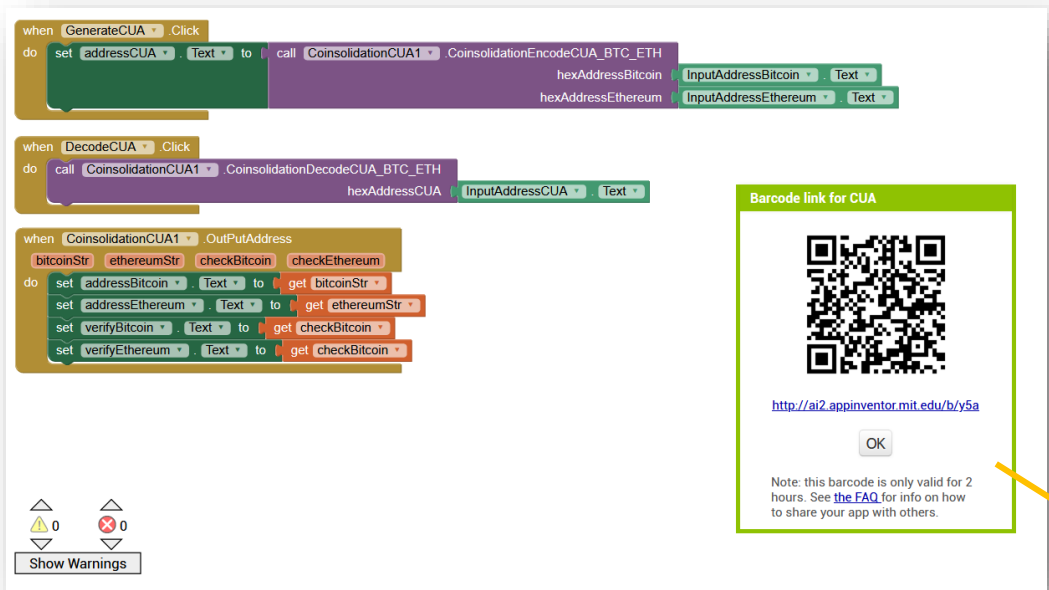 when GenerateCUA .Click
do set addressCUA . Text to call CoinsolidationCUA1 .CoinsolidationEncodeCUA_BTC_ETH
hexAddressBitcoin InputAddressBitcoin . Text
hexAddressEthereum InputAddressEthereum . Text
when DecodeCUA .Click
do call CoinsolidationCUA1 .CoinsolidationDecodeCUA_BTC_ETH
hexAddressCUA InputAddressCUA . Text
when CoinsolidationCUA1 .OutPutAddress
bitcoinStr ethereumStr checkBitcoin checkEthereum
do set addressBitcoin . Text to get bitcoinStr
set addressEthereum . Text to get ethereumStr
set verifyBitcoin . Text to get checkBitcoin
set verifyEthereum . Text to get checkBitcoin
Barcode link for CUA
http://ai2.appinventor.mit.edu/b/y5a
OK
Note: this barcode is only valid for 2
hours. See the FAQ for info on how
to share your app with others.
0 0
Show Warnings